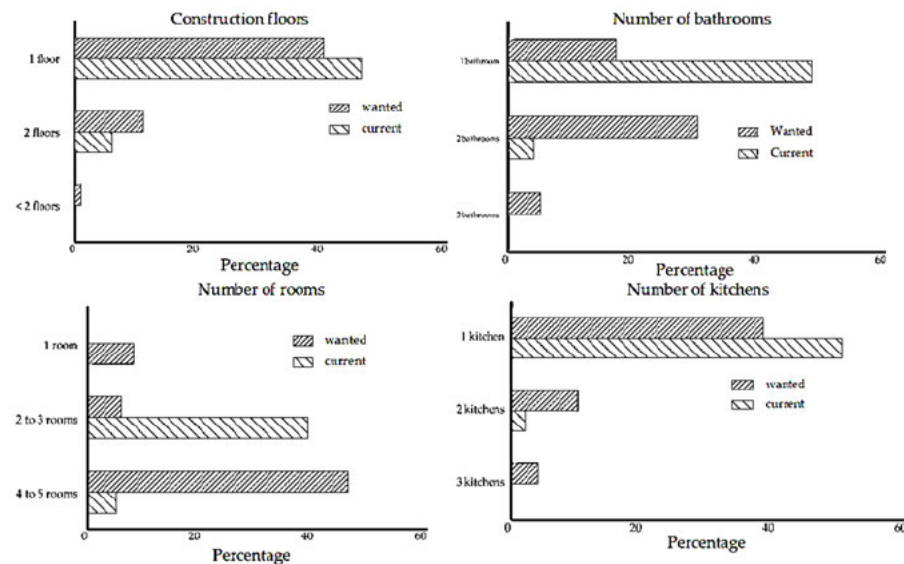 Construction floors
1 floor
2 floors
< 2 floors
wanted
current
0 20 40 60
Percentage
Number of bathrooms
1bathroom
2bathrooms
3bathrooms
Wanted
Current
0 20 40 60
Percentage
Number of rooms
1 room
2 to 3 rooms
4 to 5 rooms
wanted
current
0 20 40 60
Percentage
Number of kitchens
1 kitchen
2 kitchens
3 kitchens
wanted
current
0 20 40 60
Percentage